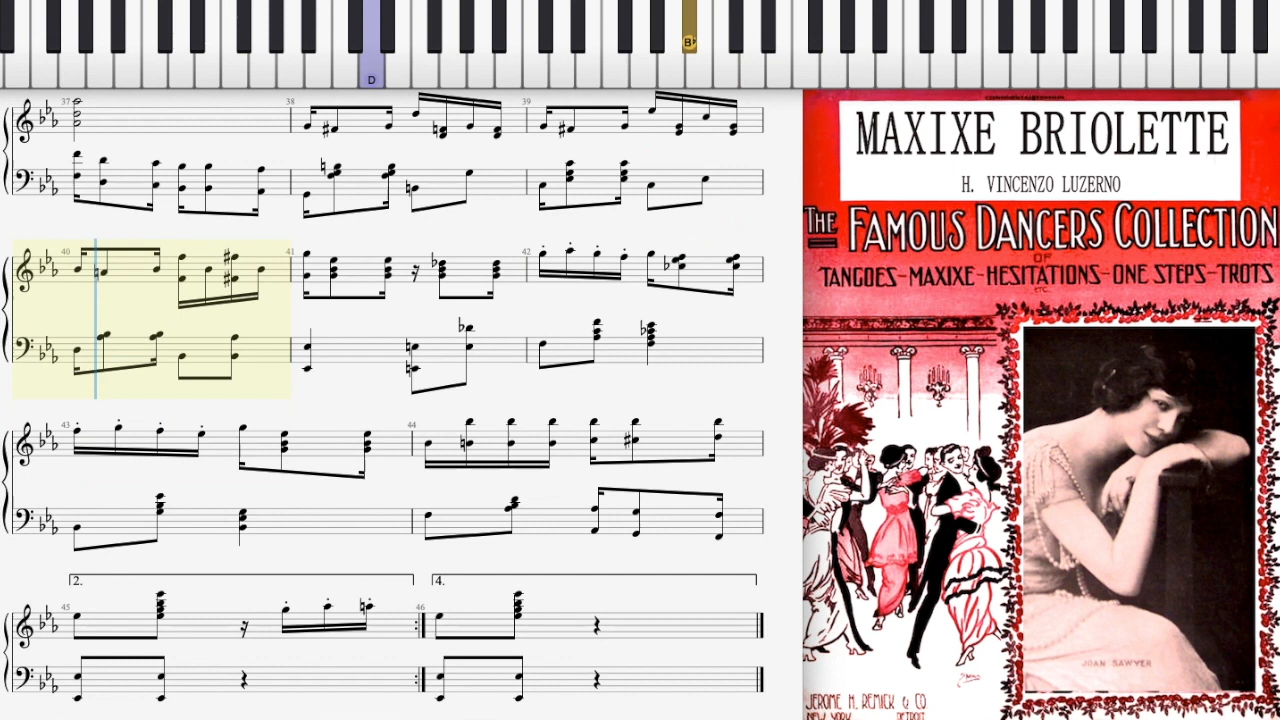 D
B♭
37 38 39
40 41 42
43 44
2. 4.
45 46
MAXIXE BRIOLETTE
H. VINCENZO LUZERNO
THE FAMOUS DANCERS COLLECTION
OF
TANGOES-MAXIXE-HESITATIONS-ONE STEPS-TROTS
ETC.
JOAN SAWYER
JEROME H. REMICK & CO
NEW YORK DETROIT